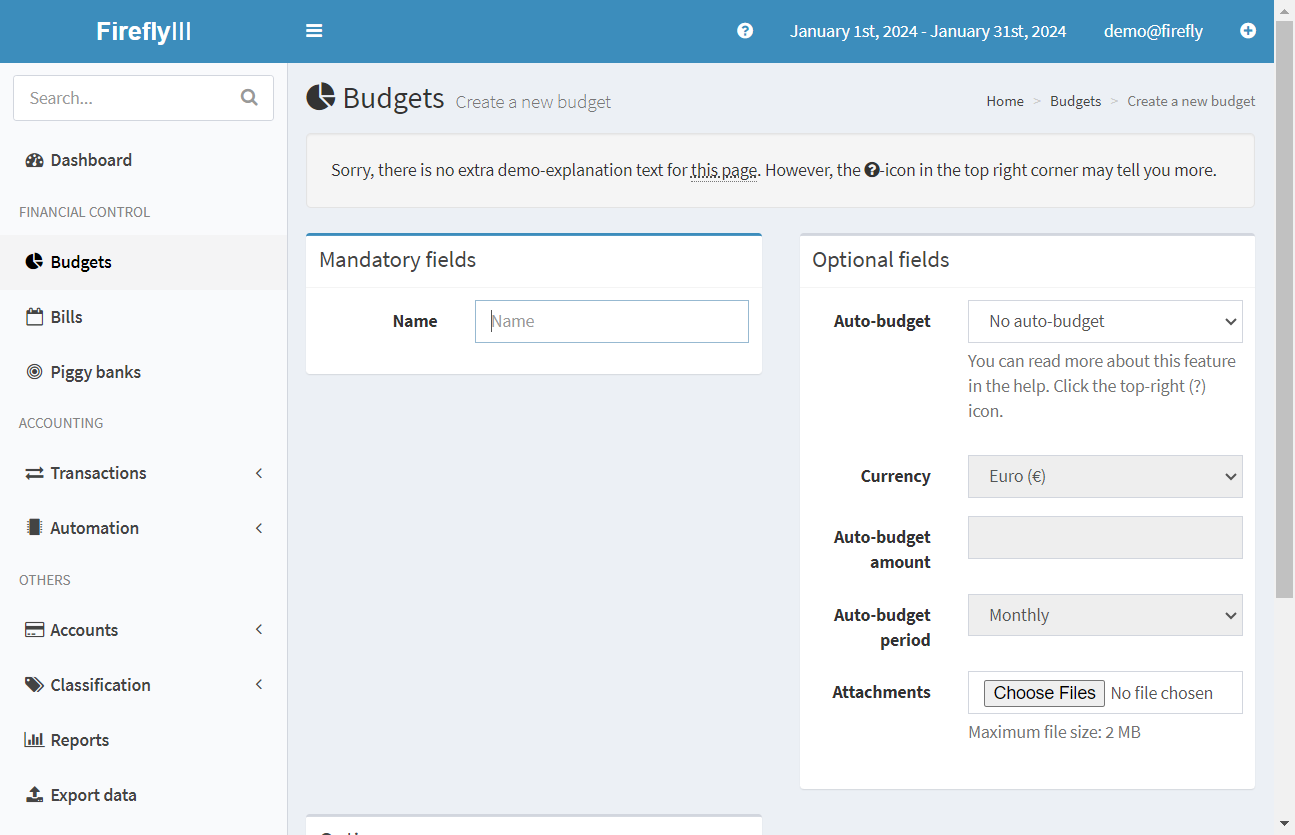 FireflyIII
January 1st, 2024 - January 31st, 2024
demo@firefly
Search...
Dashboard
FINANCIAL CONTROL
Budgets
Bills
Piggy banks
ACCOUNTING
Transactions
Automation
OTHERS
Accounts
Classification
Reports
Export data
Budgets Create a new budget
Home > Budgets > Create a new budget
Sorry, there is no extra demo-explanation text for this page. However, the ?-icon in the top right corner may tell you more.
Mandatory fields
Name
Name
Optional fields
Auto-budget
No auto-budget
You can read more about this feature
in the help. Click the top-right (?)
icon.
Currency
Euro (€)
Auto-budget
amount
Auto-budget
period
Monthly
Attachments
Choose Files No file chosen
Maximum file size: 2 MB